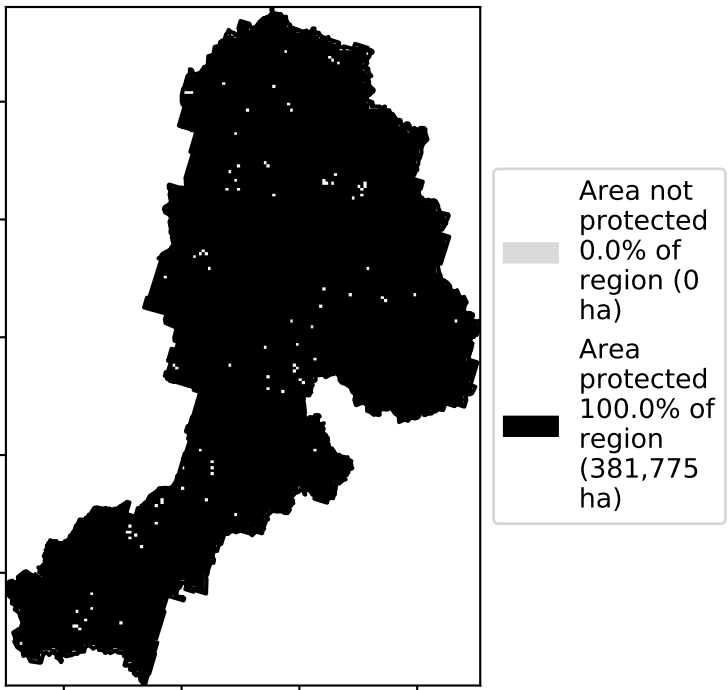 Area not
protected
0.0% of
region (0
ha)
Area
protected
100.0% of
region
(381,775
ha)